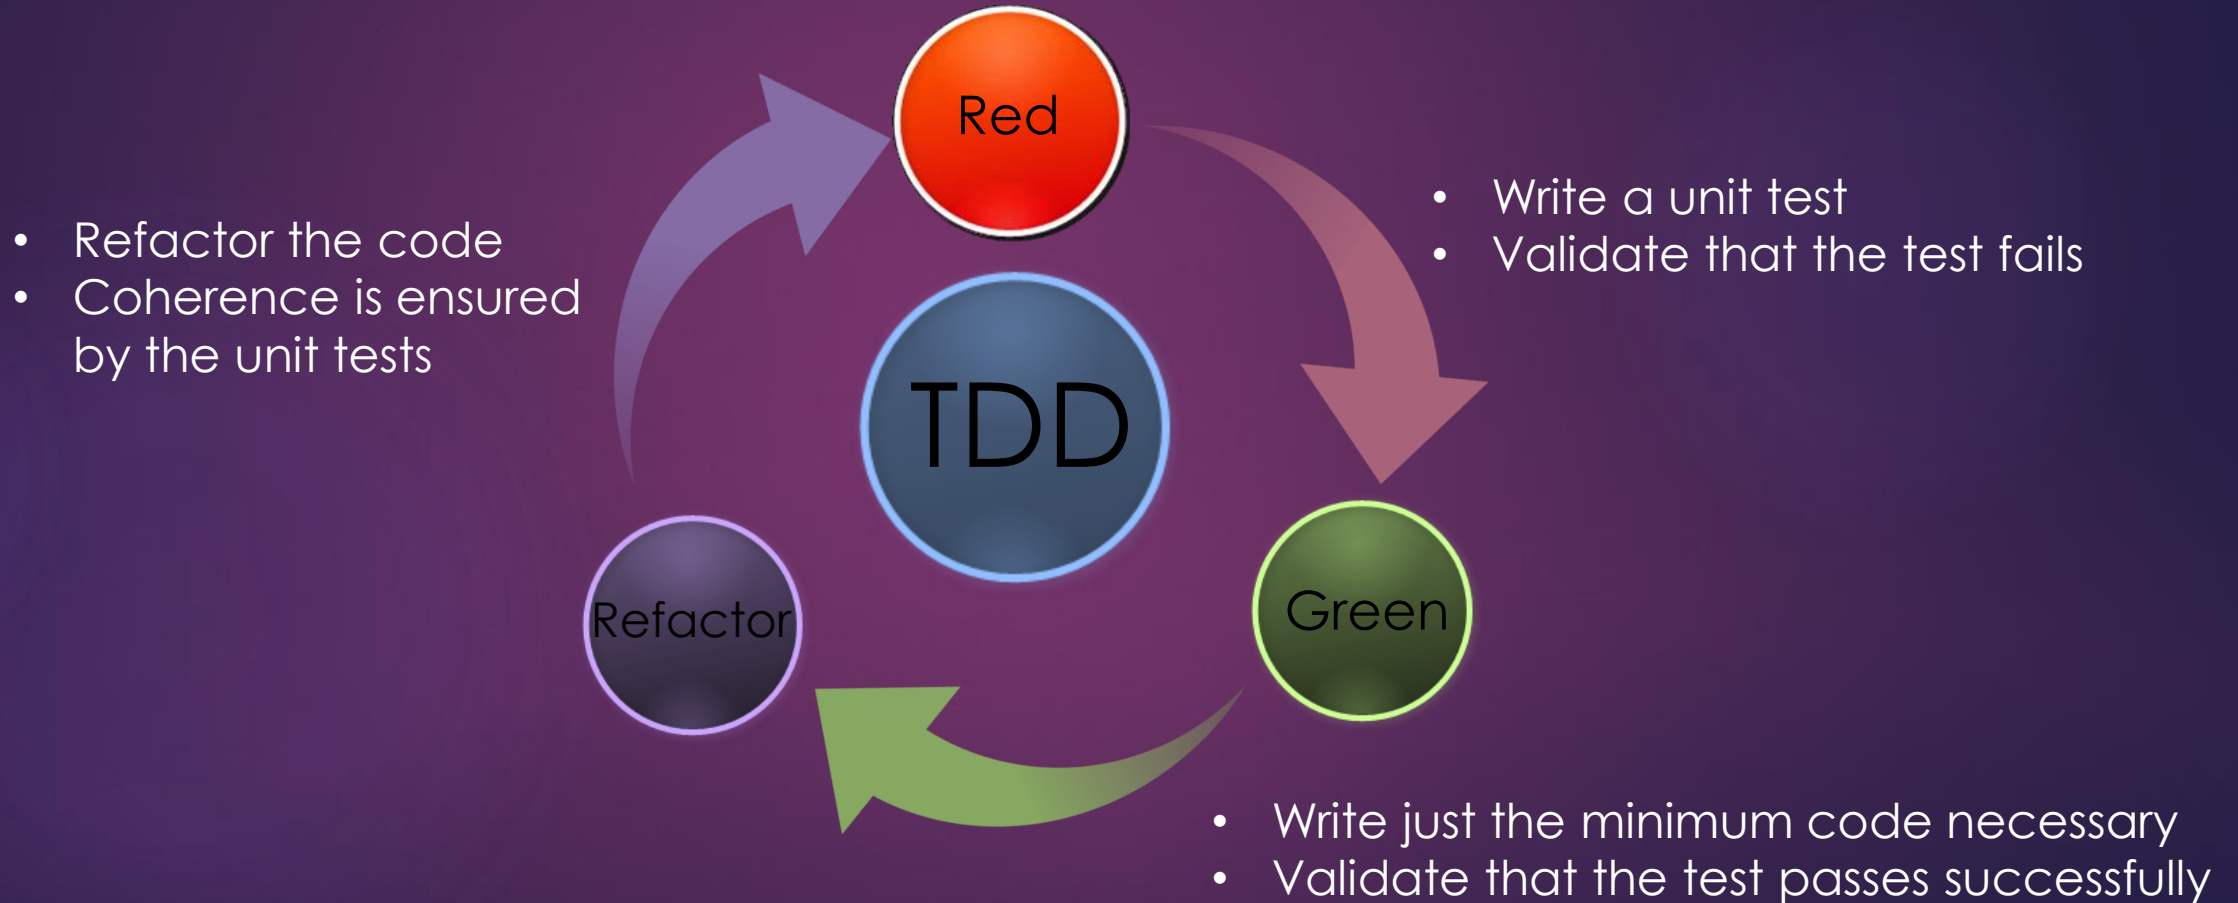 Red
• Write a unit test
• Validate that the test fails
• Refactor the code
• Coherence is ensured
by the unit tests
TDD
Refactor
Green
• Write just the minimum code necessary
• Validate that the test passes successfully